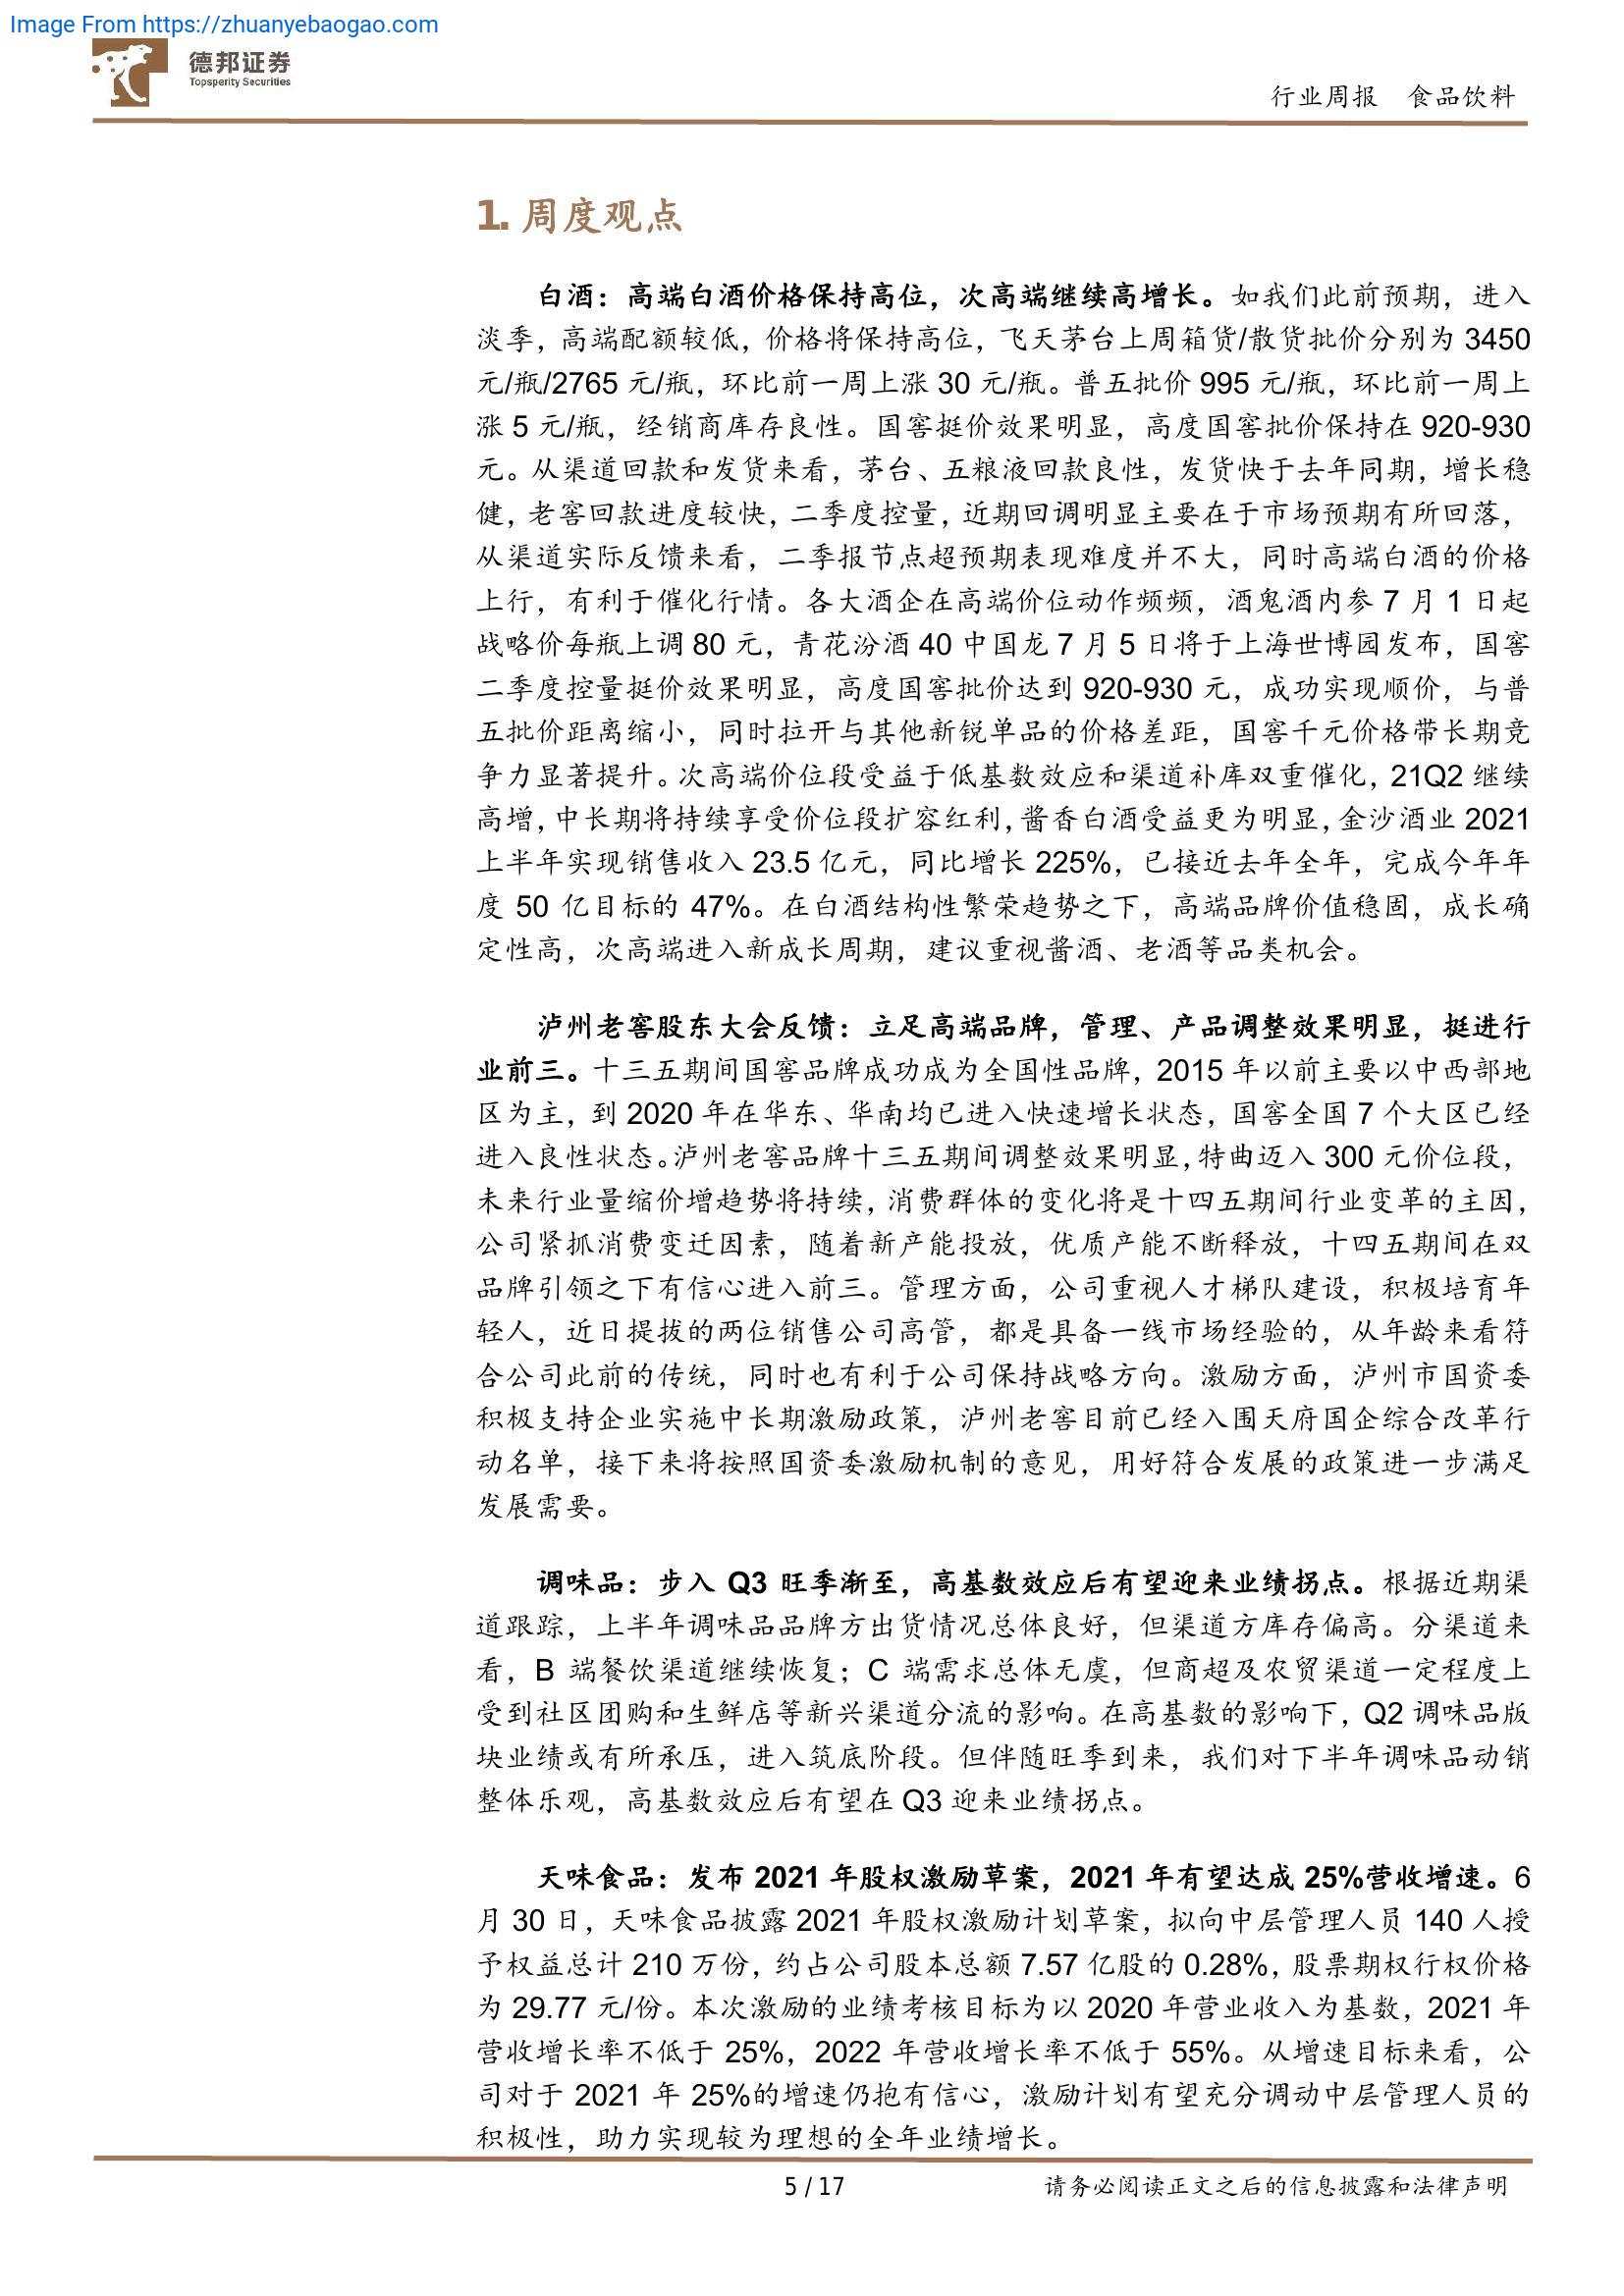 Image From https://zhuanyebaogao.com
德邦证券
Topsperity Securities
行业周报 食品饮料
1. 周度观点
白酒：高端白酒价格保持高位，次高端继续高增长。如我们此前预期，进入
淡季，高端配额较低，价格将保持高位，飞天茅台上周箱货/散货批价分别为 3450
元/瓶/2765 元/瓶，环比前一周上涨 30 元/瓶。普五批价 995 元/瓶，环比前一周上
涨 5 元/瓶，经销商库存良性。国窖挺价效果明显，高度国窖批价保持在 920-930
元。从渠道回款和发货来看，茅台、五粮液回款良性，发货快于去年同期，增长稳
健，老窖回款进度较快，二季度控量，近期回调明显主要在于市场预期有所回落，
从渠道实际反馈来看，二季报节点超预期表现难度并不大，同时高端白酒的价格
上行，有利于催化行情。各大酒企在高端价位动作频频，酒鬼酒内参 7 月 1 日起
战略价每瓶上调 80 元，青花汾酒 40 中国龙 7 月 5 日将于上海世博园发布，国窖
二季度控量挺价效果明显，高度国窖批价达到 920-930 元，成功实现顺价，与普
五批价距离缩小，同时拉开与其他新锐单品的价格差距，国窖千元价格带长期竞
争力显著提升。次高端价位段受益于低基数效应和渠道补库双重催化，21Q2 继续
高增，中长期将持续享受价位段扩容红利，酱香白酒受益更为明显，金沙酒业 2021
上半年实现销售收入 23.5 亿元，同比增长 225%，已接近去年全年，完成今年年
度 50 亿目标的 47%。在白酒结构性繁荣趋势之下，高端品牌价值稳固，成长确
定性高，次高端进入新成长周期，建议重视酱酒、老酒等品类机会。
泸州老窖股东大会反馈：立足高端品牌，管理、产品调整效果明显，挺进行
业前三。十三五期间国窖品牌成功成为全国性品牌，2015 年以前主要以中西部地
区为主，到 2020 年在华东、华南均已进入快速增长状态，国窖全国 7 个大区已经
进入良性状态。泸州老窖品牌十三五期间调整效果明显，特曲迈入 300 元价位段，
未来行业量缩价增趋势将持续，消费群体的变化将是十四五期间行业变革的主因，
公司紧抓消费变迁因素，随着新产能投放，优质产能不断释放，十四五期间在双
品牌引领之下有信心进入前三。管理方面，公司重视人才梯队建设，积极培育年
轻人，近日提拔的两位销售公司高管，都是具备一线市场经验的，从年龄来看符
合公司此前的传统，同时也有利于公司保持战略方向。激励方面，泸州市国资委
积极支持企业实施中长期激励政策，泸州老窖目前已经入围天府国企综合改革行
动名单，接下来将按照国资委激励机制的意见，用好符合发展的政策进一步满足
发展需要。
调味品：步入 Q3 旺季渐至，高基数效应后有望迎来业绩拐点。根据近期渠
道跟踪，上半年调味品品牌方出货情况总体良好，但渠道方库存偏高。分渠道来
看，B 端餐饮渠道继续恢复；C 端需求总体无虞，但商超及农贸渠道一定程度上
受到社区团购和生鲜店等新兴渠道分流的影响。在高基数的影响下，Q2 调味品版
块业绩或有所承压，进入筑底阶段。但伴随旺季到来，我们对下半年调味品动销
整体乐观，高基数效应后有望在 Q3 迎来业绩拐点。
天味食品：发布 2021 年股权激励草案，2021 年有望达成 25%营收增速。6
月 30 日，天味食品披露 2021 年股权激励计划草案，拟向中层管理人员 140 人授
予权益总计 210 万份，约占公司股本总额 7.57 亿股的 0.28%，股票期权行权价格
为 29.77 元/份。本次激励的业绩考核目标为以 2020 年营业收入为基数，2021 年
营收增长率不低于 25%，2022 年营收增长率不低于 55%。从增速目标来看，公
司对于 2021 年 25%的增速仍抱有信心，激励计划有望充分调动中层管理人员的
积极性，助力实现较为理想的全年业绩增长。
5 / 17
请务必阅读正文之后的信息披露和法律声明